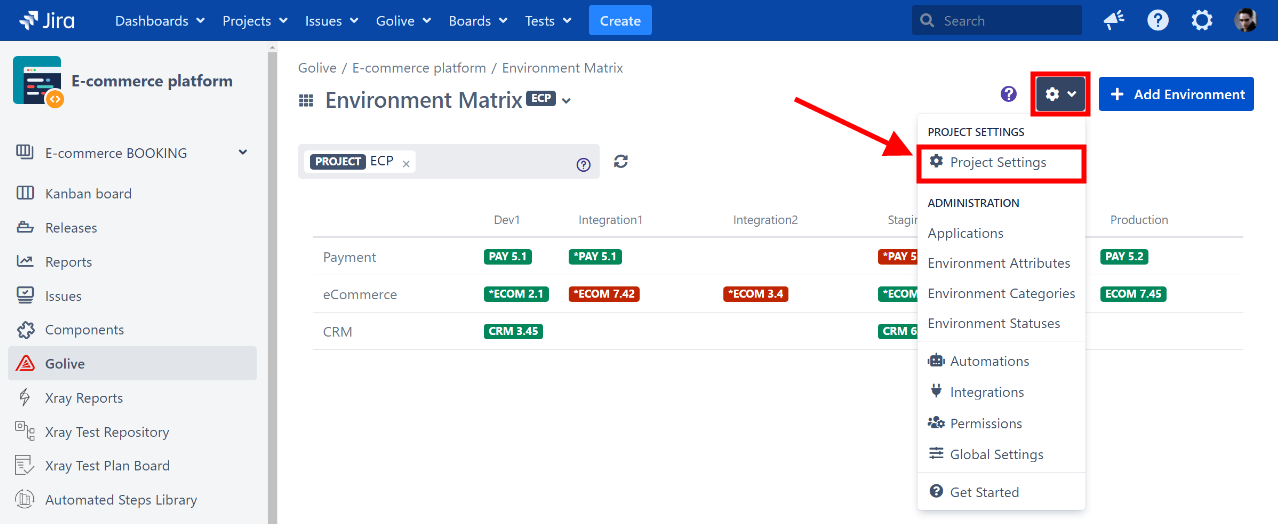 Jira Dashboards Projects Issues Golive Boards Tests Create Search
E-commerce platform
E-commerce BOOKING
Kanban board
Releases
Reports
Issues
Components
Golive
Xray Reports
Xray Test Repository
Xray Test Plan Board
Automated Steps Library
Golive / E-commerce platform / Environment Matrix
Environment Matrix ECP
Add Environment
PROJECT ECP ×
Dev1 Integration1 Integration2 Stagin Production
Payment PAY 5.1 *PAY 5.1 *PAY 5 PAY 5.2
eCommerce *ECOM 2.1 *ECOM 7.42 *ECOM 3.4 *ECOM ECOM 7.45
CRM CRM 3.45 CRM 6
PROJECT SETTINGS
Project Settings
ADMINISTRATION
Applications
Environment Attributes
Environment Categories
Environment Statuses
Automations
Integrations
Permissions
Global Settings
Get Started